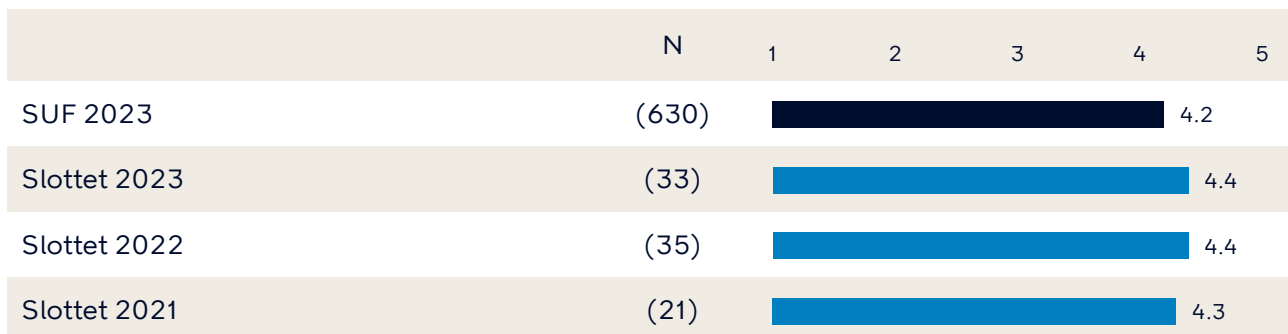 N 1 2 3 4 5
SUF 2023 (630) 4.2
Slottet 2023 (33) 4.4
Slottet 2022 (35) 4.4
Slottet 2021 (21) 4.3